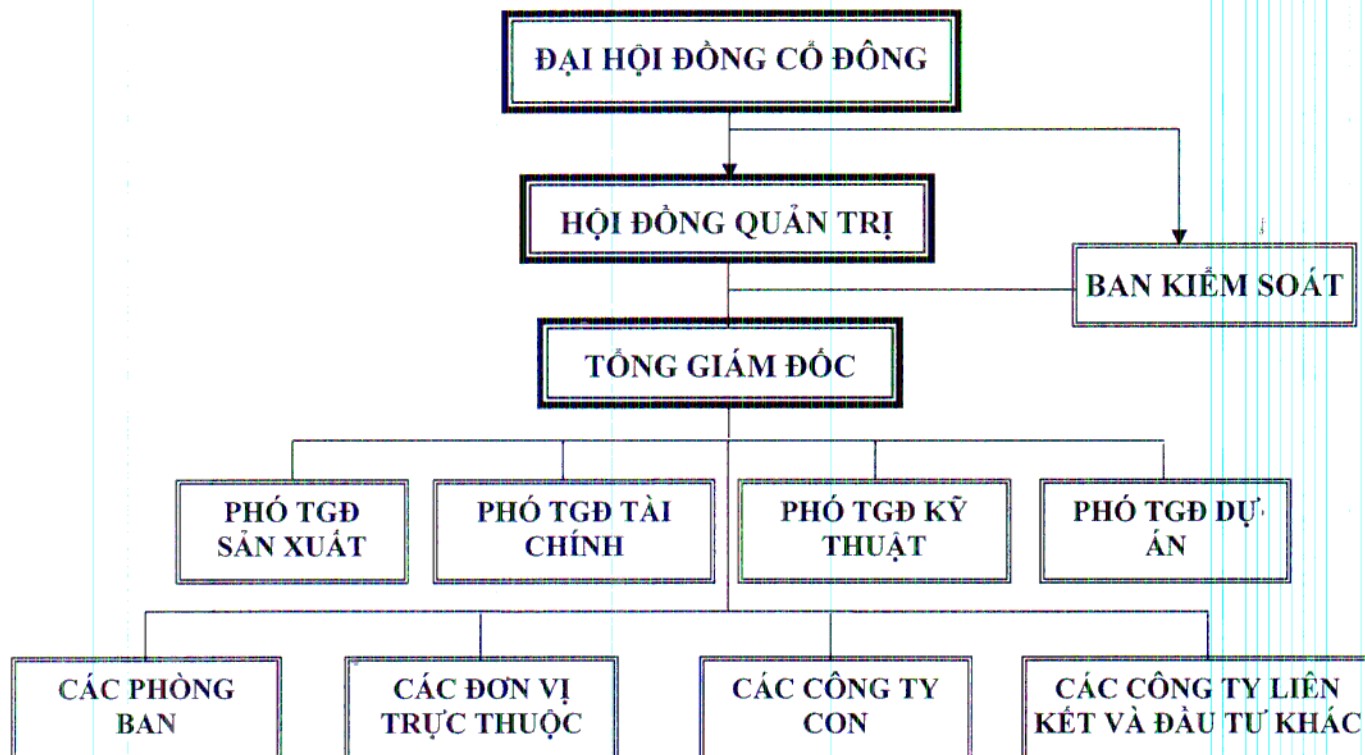 ĐẠI HỘI ĐỒNG CỔ ĐÔNG
HỘI ĐỒNG QUẢN TRỊ
BAN KIỂM SOÁT
TỔNG GIÁM ĐỐC
PHÓ TGĐ
SẢN XUẤT
PHÓ TGĐ TÀI
CHÍNH
PHÓ TGĐ KỸ
THUẬT
PHÓ TGĐ DỰ
ÁN
CÁC PHÒNG
BAN
CÁC ĐƠN VỊ
TRỰC THUỘC
CÁC CÔNG TY
CON
CÁC CÔNG TY LIÊN
KẾT VÀ ĐẦU TƯ KHÁC